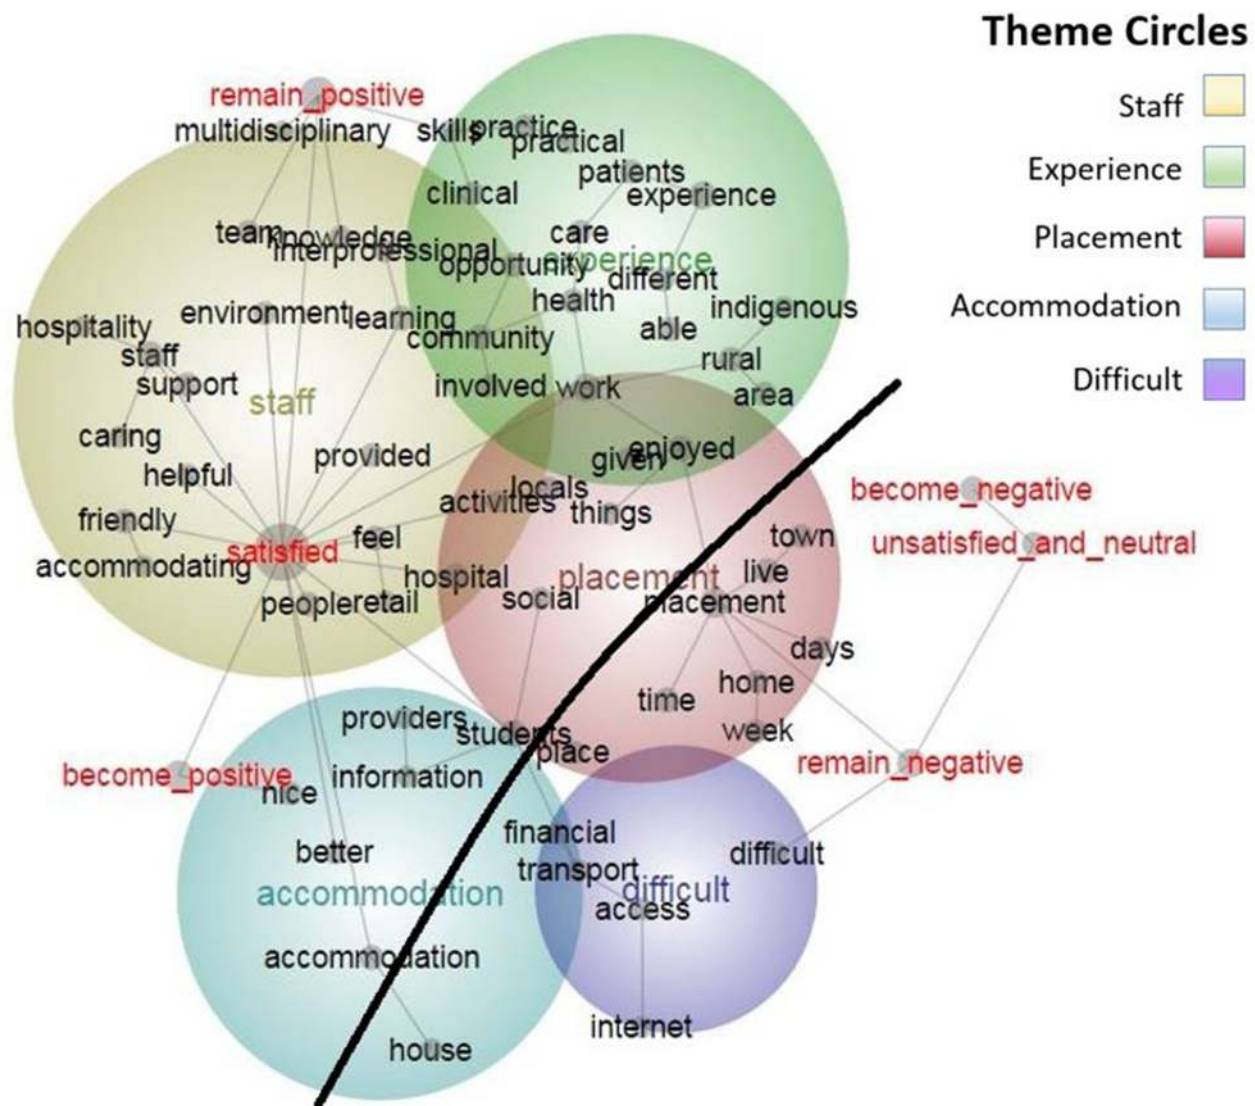 Theme Circles
Staff
Experience
Placement
Accommodation
Difficult
remain_positive
multidisciplinary
skills
practice
practical
patients
clinical
experience
team
knowledge
care
interprofessional
opportunity
experience
different
health
indigenous
environment
learning
hospitality
community
able
staff
rural
support
involved
work
area
staff
caring
provided
given
enjoyed
helpful
locals
become_negative
activities
things
friendly
town
feel
unsatisfied_and_neutral
satisfied
accommodating
hospital
placement
live
people
retail
social
placement
days
home
time
providers
students
week
place
remain_negative
become_positive
information
nice
financial
better
difficult
transport
accommodation
difficult
access
accommodation
internet
house